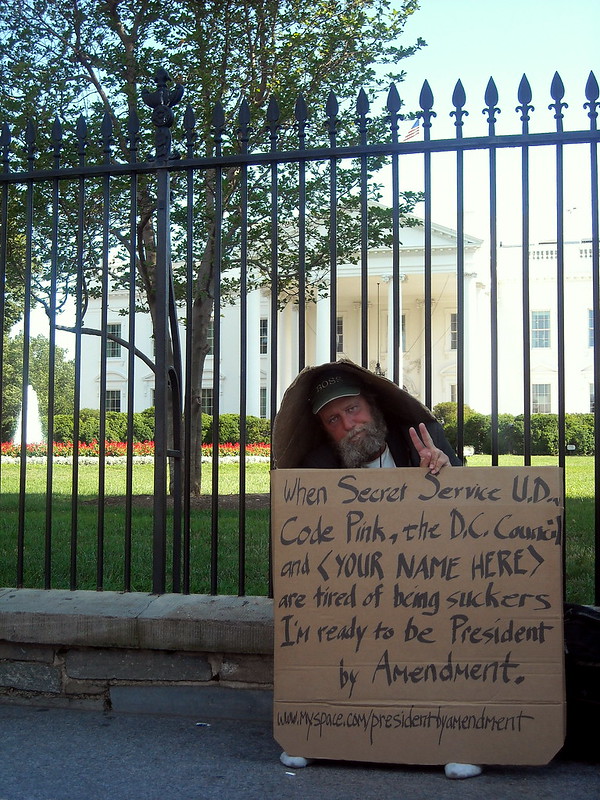 When Secret Service U.D.,
Code Pink, the D.C. Council
and <YOUR NAME HERE>
are tired of being suckers
I'm ready to be President
by Amendment.
www.myspace.com/presidentbyamendment